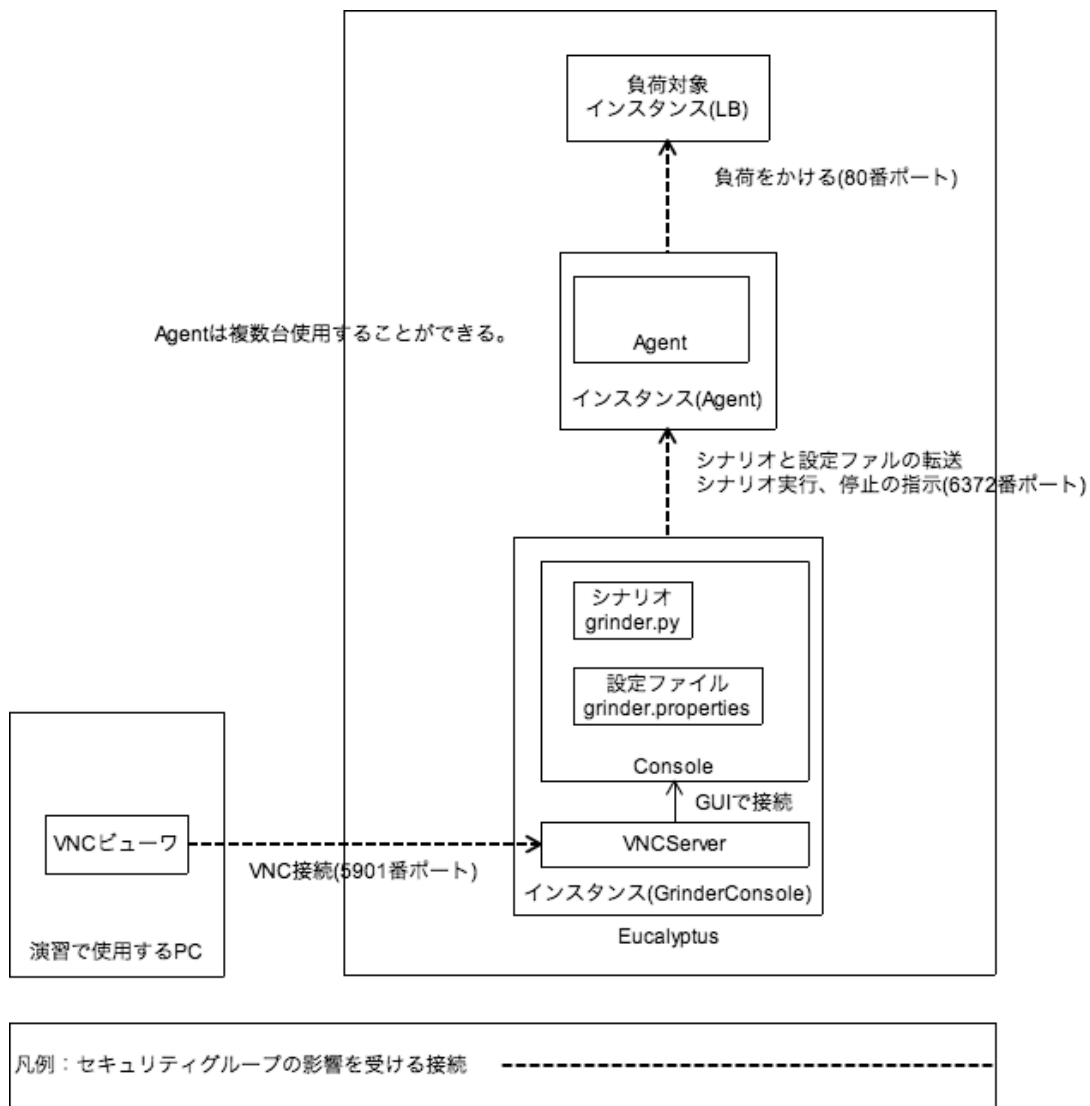 負荷対象
インスタンス(LB)
負荷をかける(80番ポート)
Agentは複数台使用することができる。
Agent
インスタンス(Agent)
シナリオと設定ファルの転送
シナリオ実行、停止の指示(6372番ポート)
シナリオ
grinder.py
設定ファイル
grinder.properties
Console
GUIで接続
VNCビューワ
VNCServer
VNC接続(5901番ポート)
インスタンス(GrinderConsole)
Eucalyptus
演習で使用するPC
凡例：セキュリティグループの影響を受ける接続